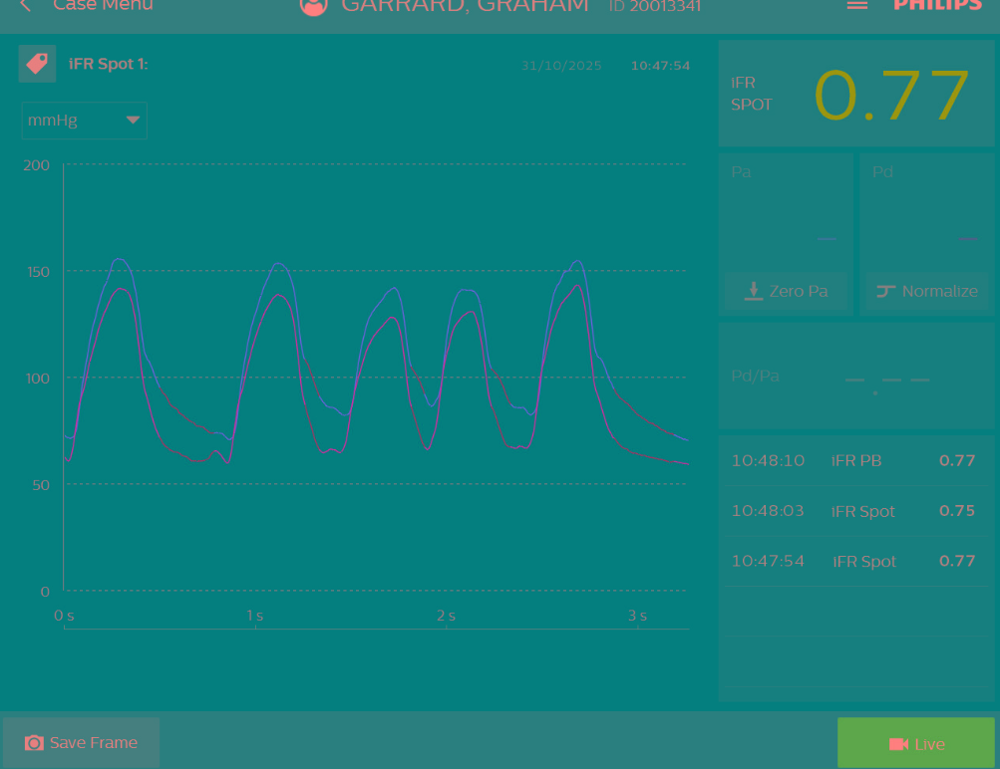 Case Menu GARRARD, GRAHAM ID 20013341 PHILIPS
iFR Spot 1: 31/10/2025 10:47:54
mmHg
200
150
100
50
0
0 s 1 s 2 s 3 s
iFR SPOT 0.77
Pa Pd
Zero Pa Normalize
Pd/Pa -.--
10:48:10 iFR PB 0.77
10:48:03 iFR Spot 0.75
10:47:54 iFR Spot 0.77
Save Frame Live